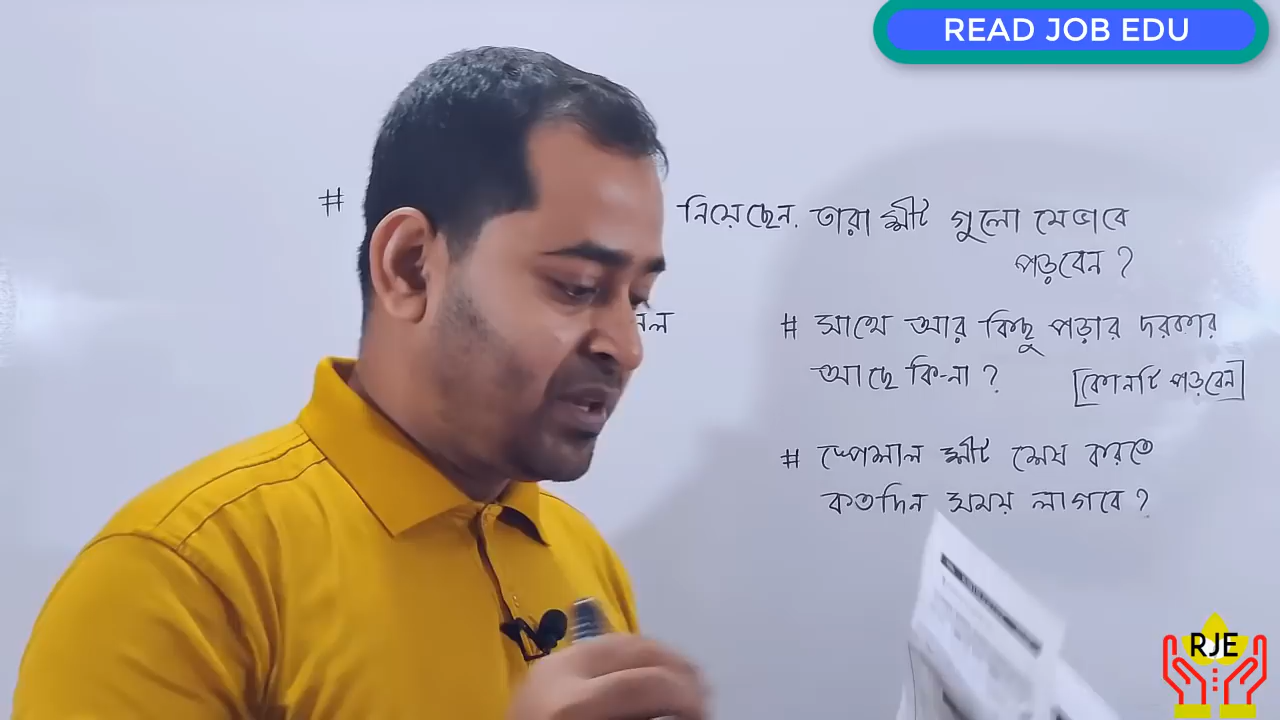 READ JOB EDU
# নিয়েছেন. তারা শীট গুলো যেভাবে
পড়বেন ?
নল
# সাথে আর কিছু পড়ার দরকার
আছে কি-না ? [কোনটি পড়বেন]
# স্পেশাল শীট শেষ করতে
কতদিন সময় লাগবে ?
RJE